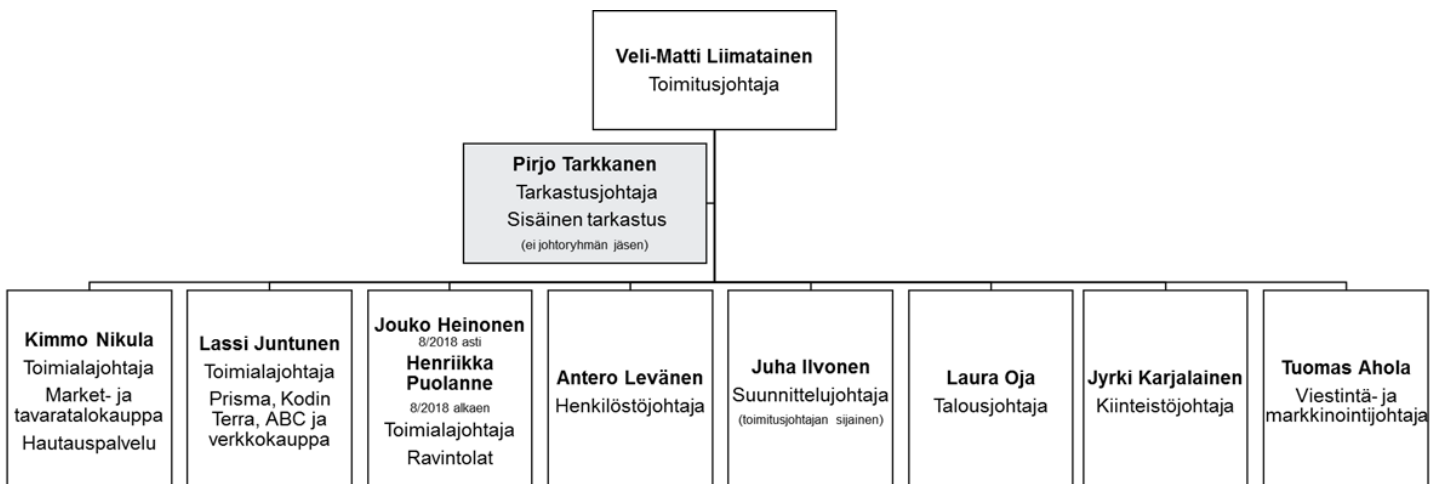 Veli-Matti Liimatainen
Toimitusjohtaja
Pirjo Tarkkanen
Tarkastusjohtaja
Sisäinen tarkastus
(ei johtoryhmän jäsen)
Kimmo Nikula
Toimialajohtaja
Market- ja
tavaratalokauppa
Hautauspalvelu
Lassi Juntunen
Toimialajohtaja
Prisma, Kodin
Terra, ABC ja
verkkokauppa
Jouko Heinonen
8/2018 asti
Henriikka
Puolanne
8/2018 alkaen
Toimialajohtaja
Ravintolat
Antero Levänen
Henkilöstöjohtaja
Juha Ilvonen
Suunnittelujohtaja
(toimitusjohtajan sijainen)
Laura Oja
Talousjohtaja
Jyrki Karjalainen
Kiinteistöjohtaja
Tuomas Ahola
Viestintä- ja
markkinointijohtaja